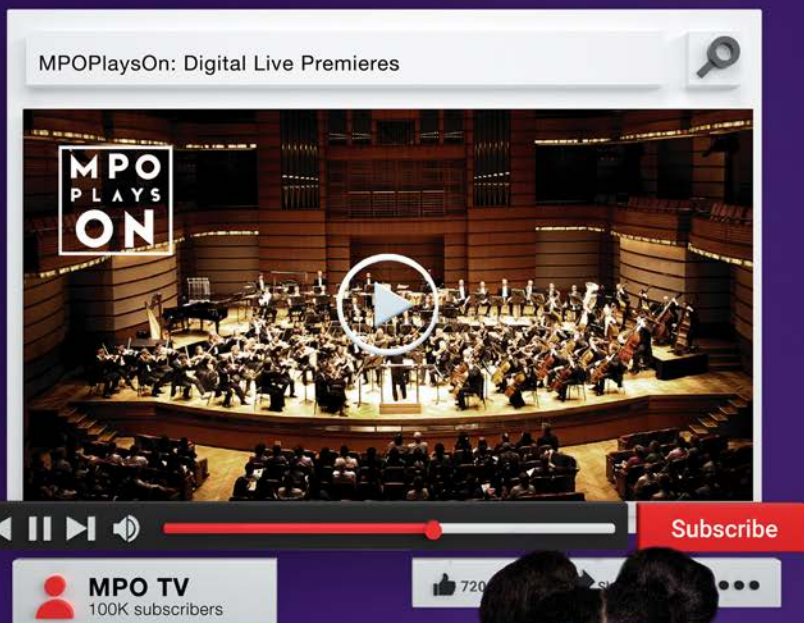 MPOPlaysOn: Digital Live Premieres
MPO
PLAYS
ON
Subscribe
MPO TV
100K subscribers
720